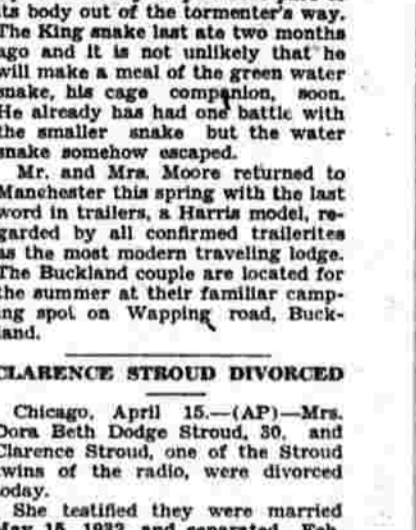 its body out of the tormenter's way.
The King snake last ate two months
ago and it is not unlikely that he
will make a meal of the green water
snake, his cage companion, soon.
He already has had one battle with
the smaller snake but the water
snake somehow escaped.
Mr. and Mrs. Moore returned to
Manchester this spring with the last
word in trailers, a Harris model, re-
garded by all confirmed trailerites
as the most modern traveling lodge.
The Buckland couple are located for
the summer at their familiar camp-
ing spot on Wapping road, Buck-
land.
CLARENCE STROUD DIVORCED
Chicago, April 15.—(AP)—Mrs.
Dora Beth Dodge Stroud, 30, and
Clarence Stroud, one of the Stroud
twins of the radio, were divorced
today.
She testified they were married
May 15, 1932, and separated Feb.